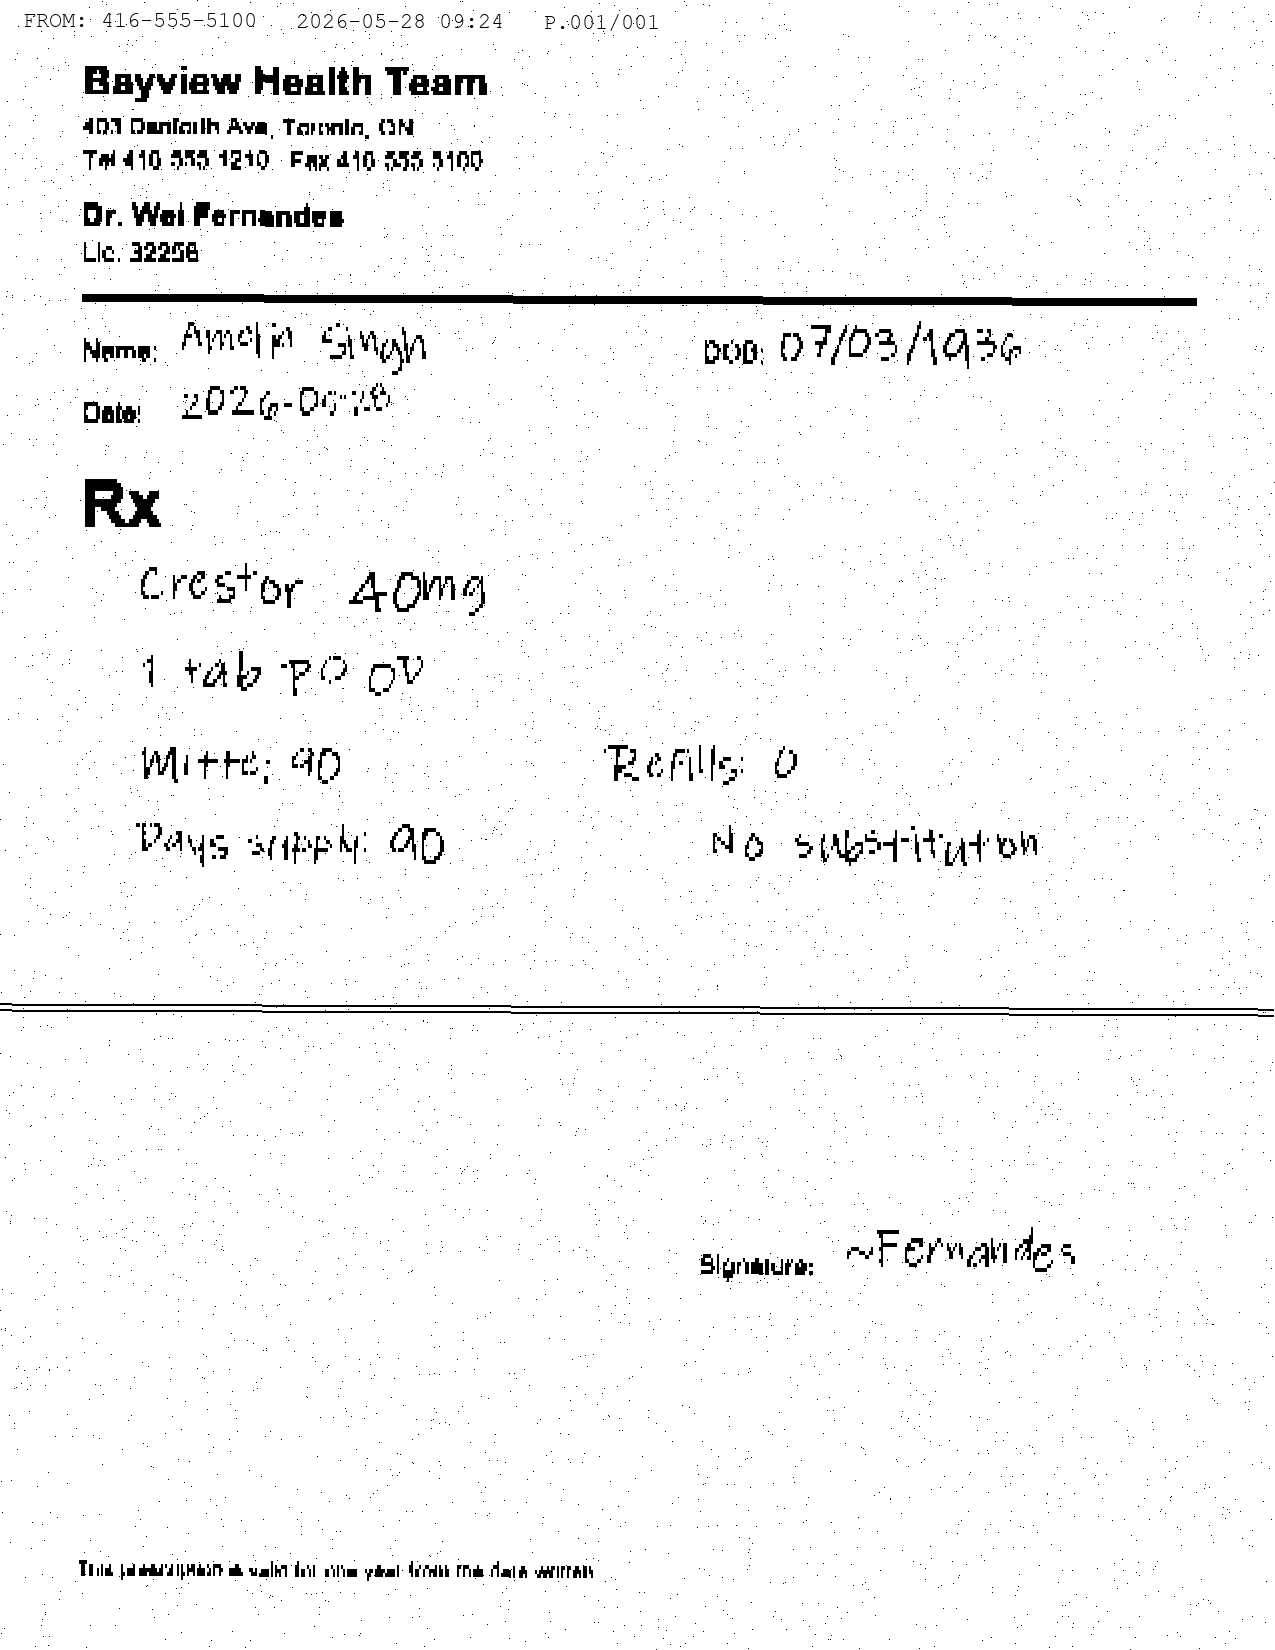 FROM: 416-555-5100 2026-05-28 09:24 P.001/001
Bayview Health Team
403 Danforth Ave, Toronto, ON
Tel 416 555 1210 Fax 416 555 5100
Dr. Wei Fernandes
Lic. 32256
Name: Singh DOB: 07/03/1936
Date: 2026-05-28
Rx
Crestor 40mg
1 tab PO OD
Mitte: 90 Refills: 0
Days supply: 90 No substitution
Signature: ~Fernandes
This prescription is valid for one year from the date written